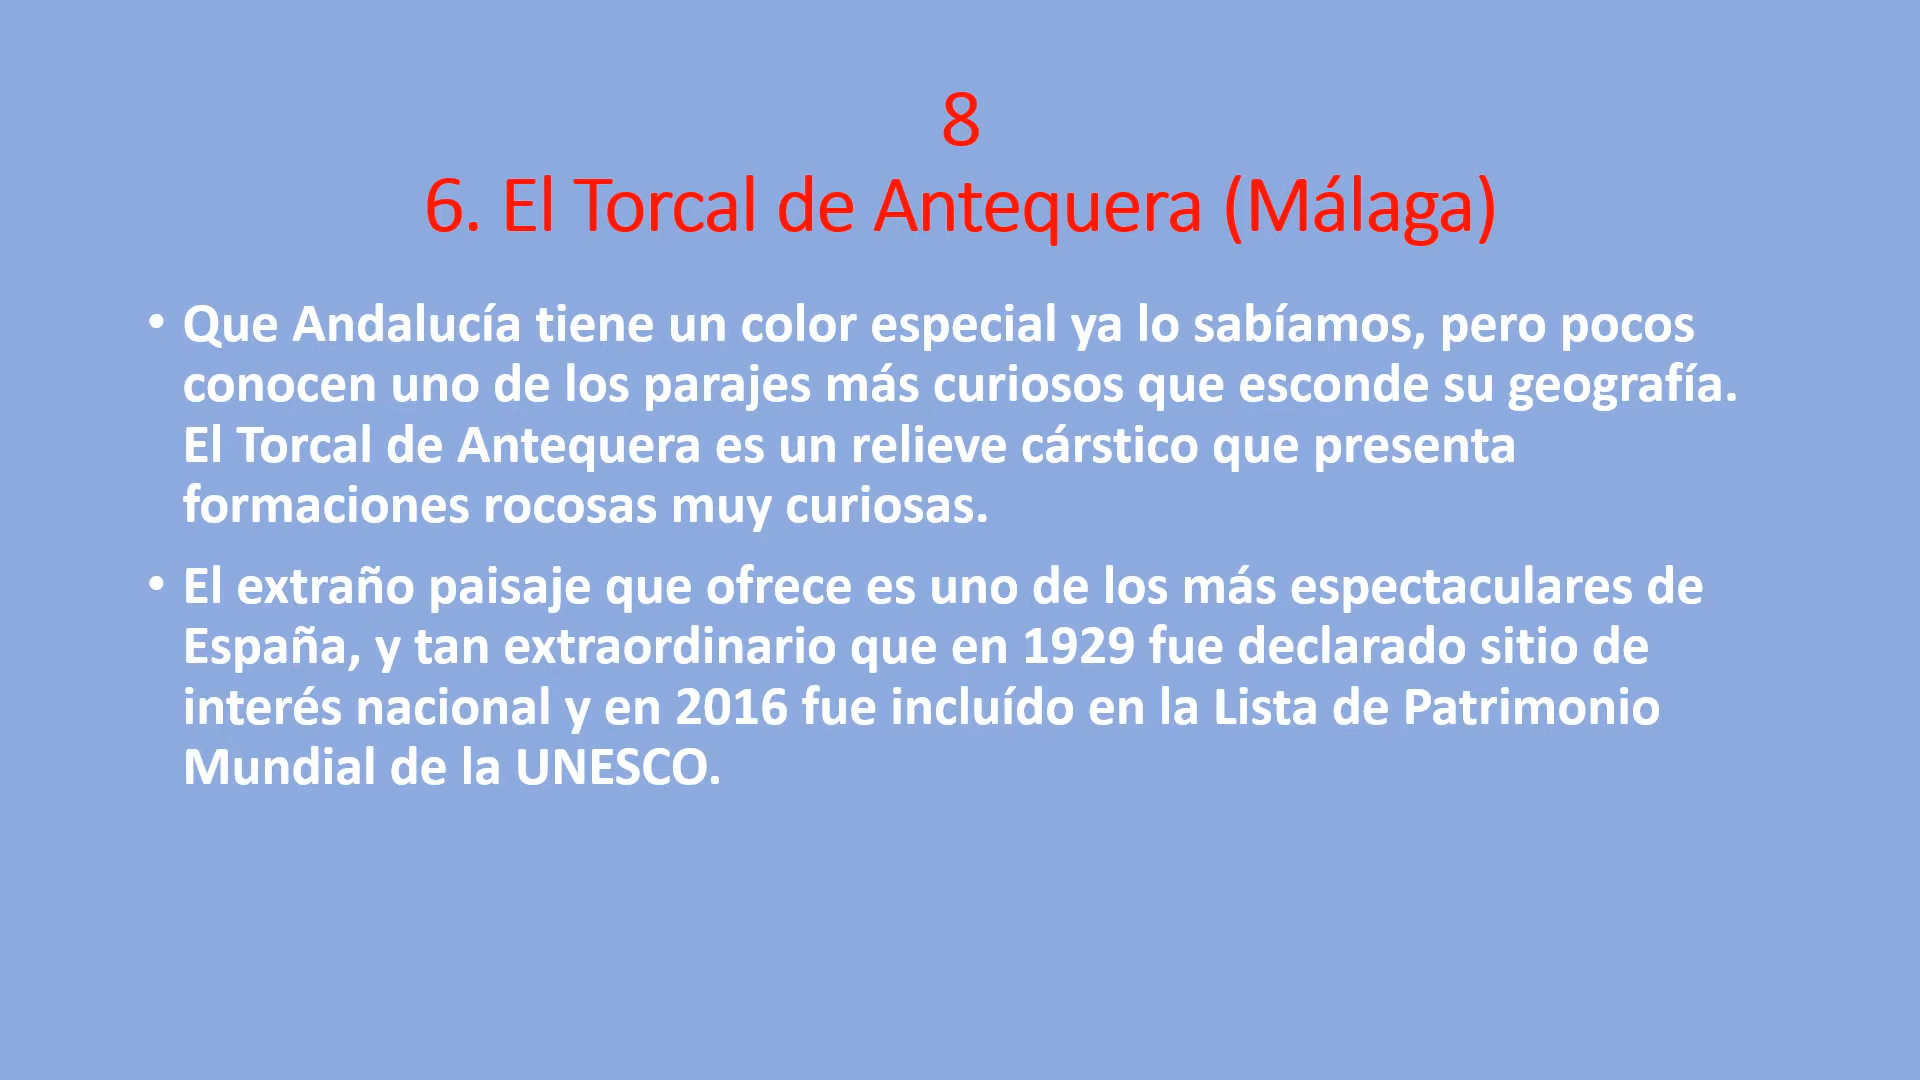 8
6. El Torcal de Antequera (Málaga)
• Que Andalucía tiene un color especial ya lo sabíamos, pero pocos
conocen uno de los parajes más curiosos que esconde su geografía.
El Torcal de Antequera es un relieve cárstico que presenta
formaciones rocosas muy curiosas.
• El extraño paisaje que ofrece es uno de los más espectaculares de
España, y tan extraordinario que en 1929 fue declarado sitio de
interés nacional y en 2016 fue incluído en la Lista de Patrimonio
Mundial de la UNESCO.